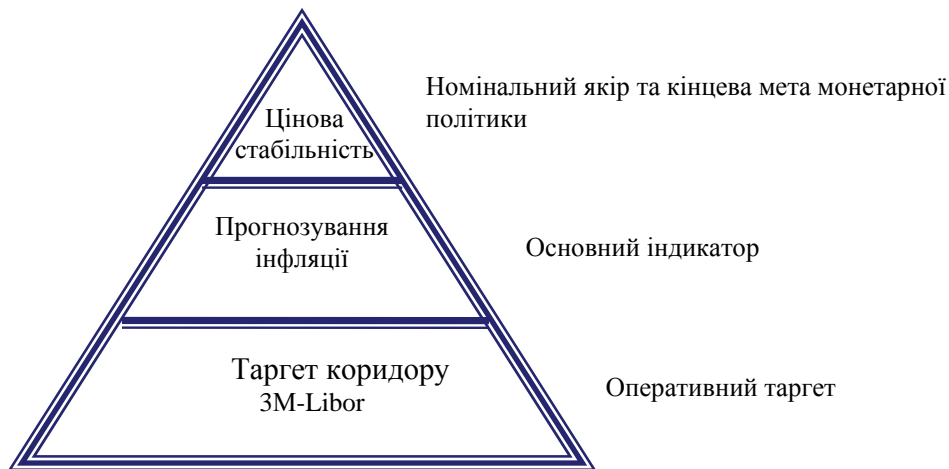 Номінальний якір та кінцева мета монетарної
політики
Цінова
стабільність
Прогнозування
інфляції
Основний індикатор
Таргет коридору
3M-Libor
Оперативний таргет